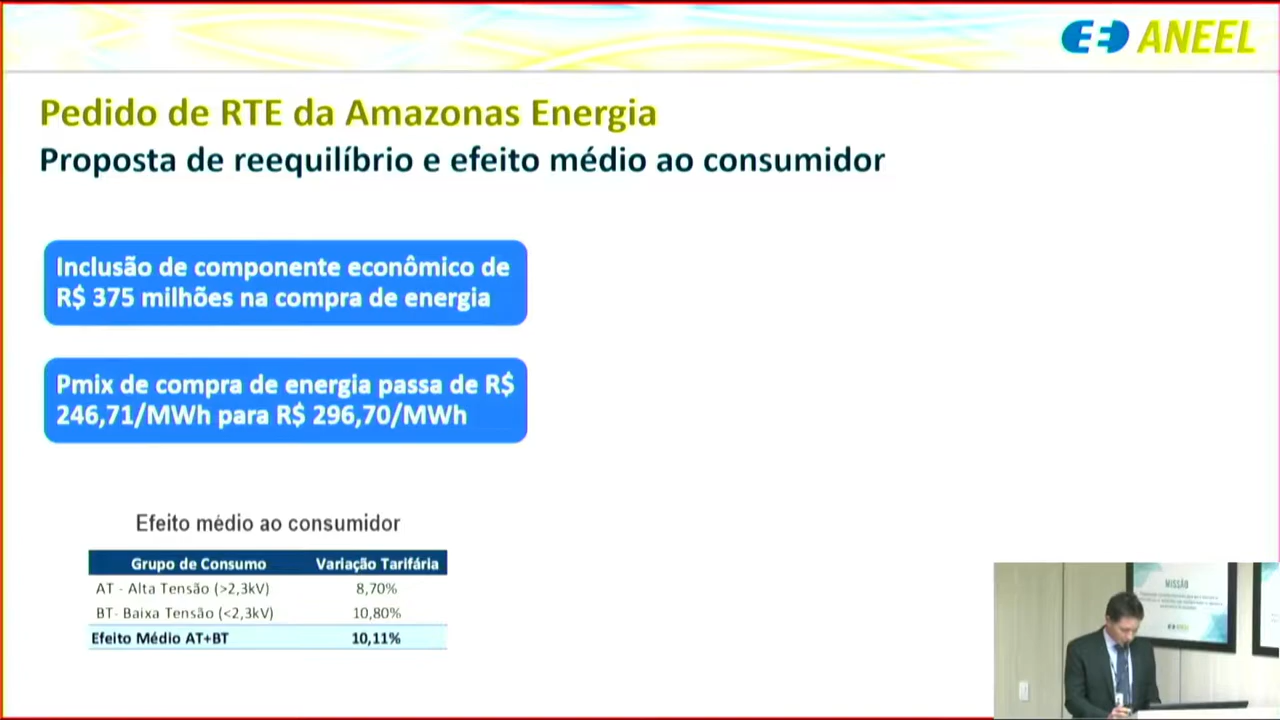 ANEEL
Pedido de RTE da Amazonas Energia
Proposta de reequilíbrio e efeito médio ao consumidor
Inclusão de componente econômico de
R$ 375 milhões na compra de energia
Pmix de compra de energia passa de R$
246,71/MWh para R$ 296,70/MWh
Efeito médio ao consumidor
Grupo de Consumo Variação Tarifária
AT - Alta Tensão (>2,3kV) 8,70%
BT- Baixa Tensão (<2,3kV) 10,80%
Efeito Médio AT+BT 10,11%
MISSÃO
ANEEL